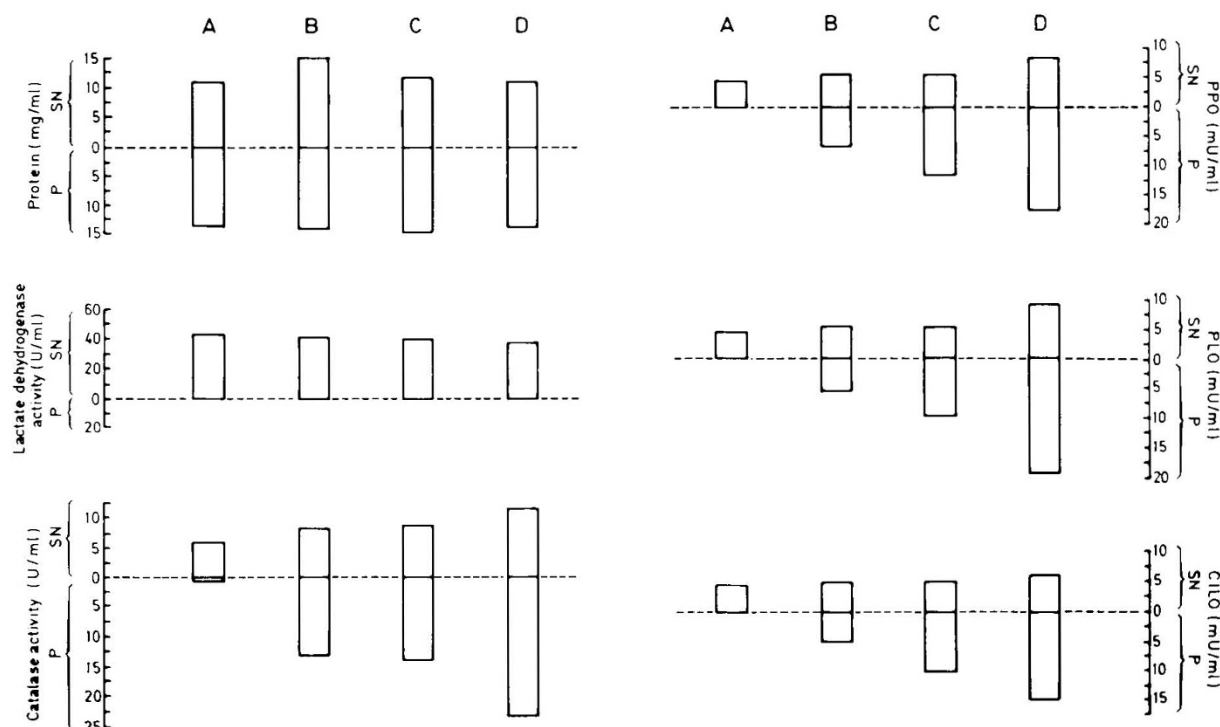 A B C D
Protein (mg/ml)
SN
P
15
10
5
0
5
10
15
Lactate dehydrogenase
activity (U/ml)
SN
P
60
40
20
0
20
Catalase activity (U/ml)
SN
P
10
5
0
5
10
15
20
25
A B C D
10
5
0
5
10
15
20
SN
P
PPO (mU/ml)
10
5
0
5
10
15
20
SN
P
PLO (mU/ml)
10
5
0
5
10
15
SN
P
CILO (mU/ml)